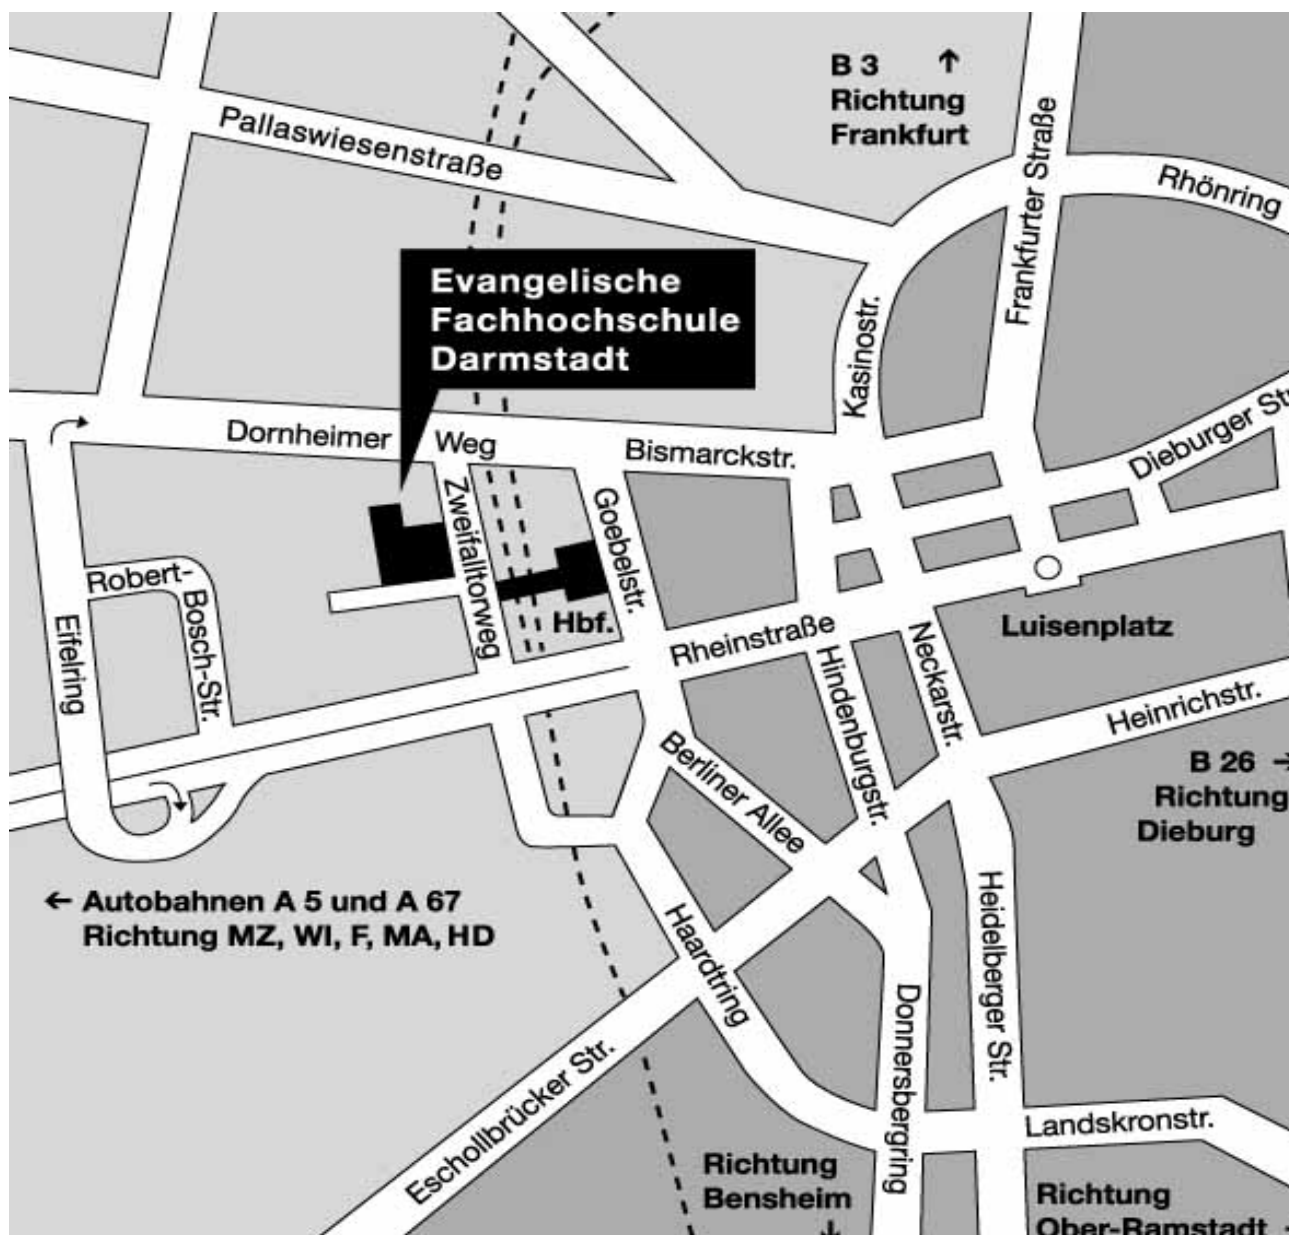 B 3 ↑
Richtung
Frankfurt
Pallaswiesenstraße
Frankfurter Straße
Rhönring
Evangelische
Fachhochschule
Darmstadt
Kasinostr.
Dornheimer Weg
Bismarckstr.
Dieburger Str
Zweifalltorweg
Goebelstr.
Robert-
Bosch-Str.
Eifelring
Hbf.
Rheinstraße
Luisenplatz
Hindenburgstr.
Neckarstr.
Heinrichstr.
Berliner Allee
B 26 →
Richtung
Dieburg
← Autobahnen A 5 und A 67
Richtung MZ, WI, F, MA, HD
Haardtring
Heidelberger Str.
Donnersbergring
Eschollbrücker Str.
Landskronstr.
Richtung
Bensheim
↓
Richtung
Ober-Ramstadt